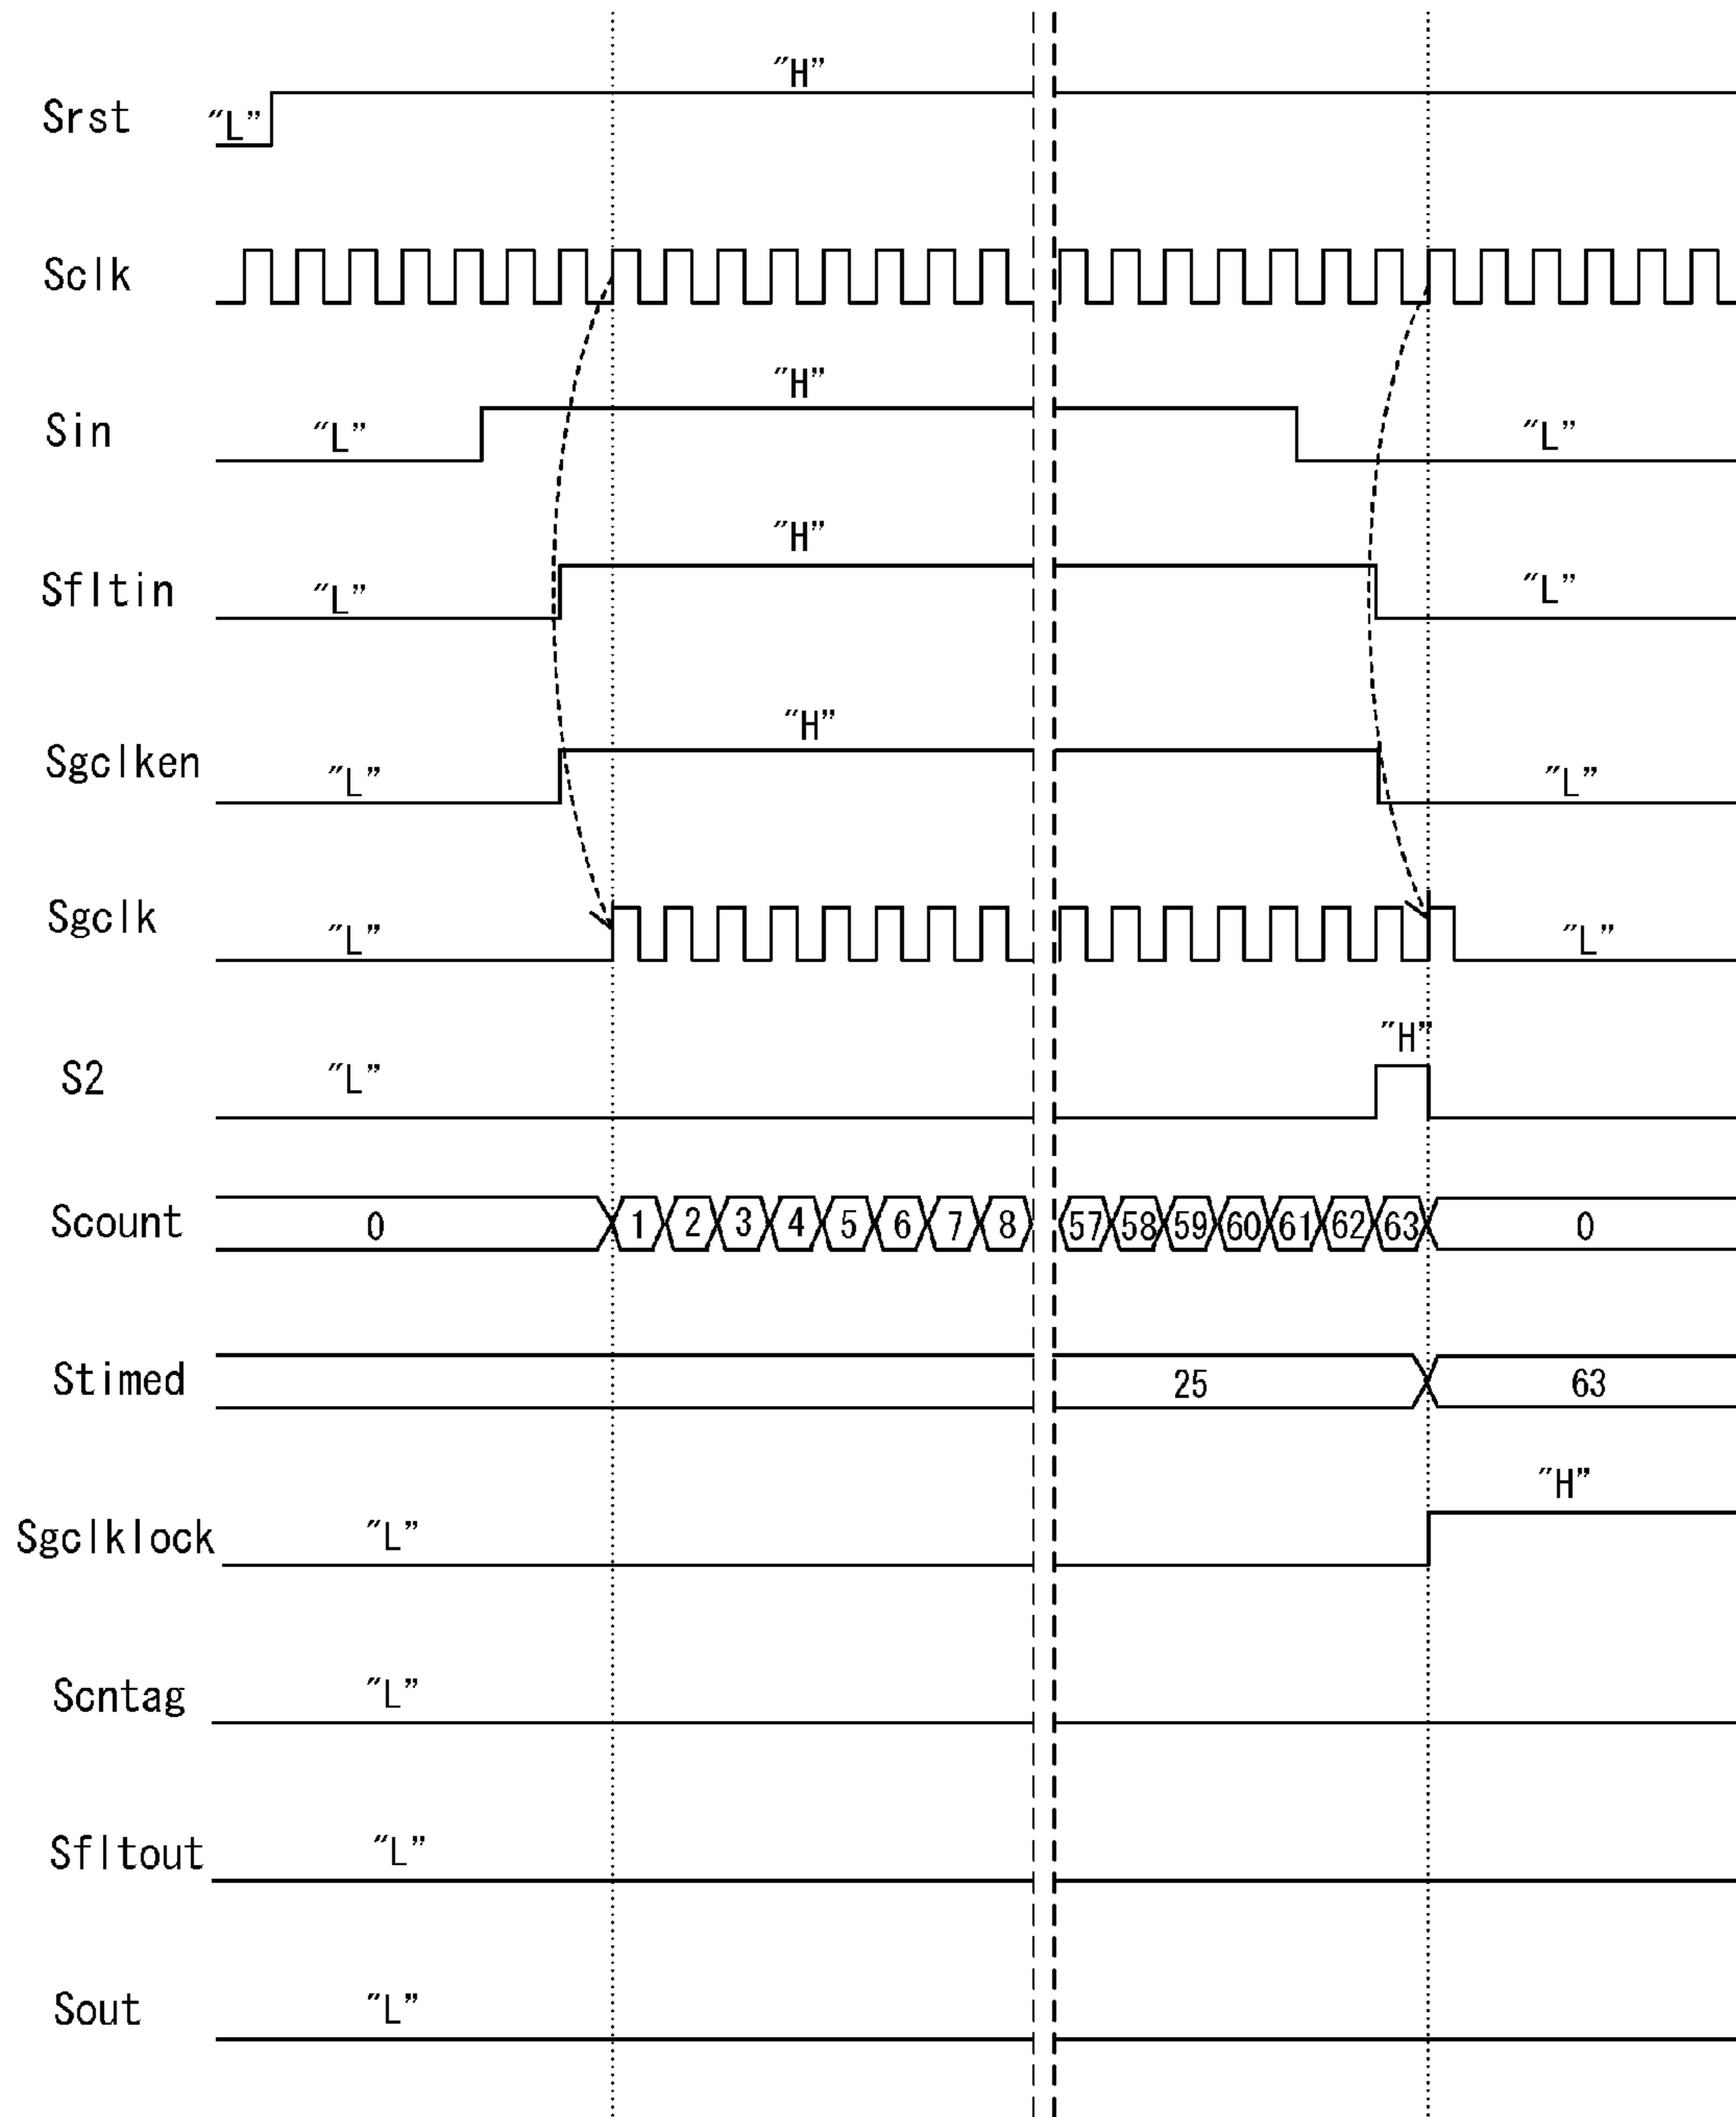 "H"
Srst "L"
Sclk
"H"
Sin "L" "L"
"H"
Sfltin "L" "L"
"H"
Sgclken "L" "L"
Sgclk "L" "L"
"H"
S2 "L"
Scount 0 1 2 3 4 5 6 7 8 57 58 59 60 61 62 63 0
Stimed 25 63
"H"
Sgclklock "L"
Scntag "L"
Sfltout "L"
Sout "L"